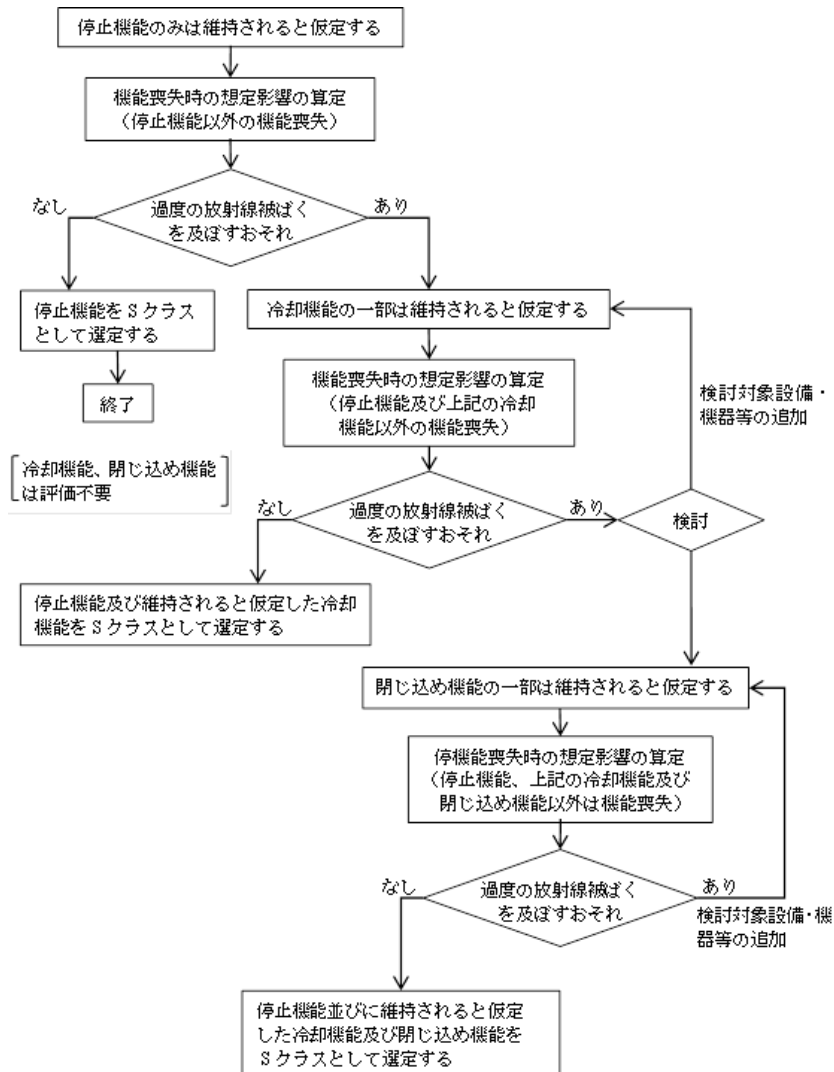 停止機能のみは維持されると仮定する
機能喪失時の想定影響の算定
（停止機能以外の機能喪失）
なし
過度の放射線被ばく
を及ぼすおそれ
あり
停止機能をＳクラス
として選定する
終了
冷却機能、閉じ込め機能
は評価不要
冷却機能の一部は維持されると仮定する
機能喪失時の想定影響の算定
（停止機能及び上記の冷却
機能以外の機能喪失）
検討対象設備・
機器等の追加
なし
過度の放射線被ばく
を及ぼすおそれ
あり
検討
停止機能及び維持されると仮定した冷却
機能をＳクラスとして選定する
閉じ込め機能の一部は維持されると仮定する
停機能喪失時の想定影響の算定
（停止機能、上記の冷却機能及び
閉じ込め機能以外は機能喪失）
なし
過度の放射線被ばく
を及ぼすおそれ
あり
検討対象設備・機
器等の追加
停止機能並びに維持されると仮定
した冷却機能及び閉じ込め機能を
Ｓクラスとして選定する